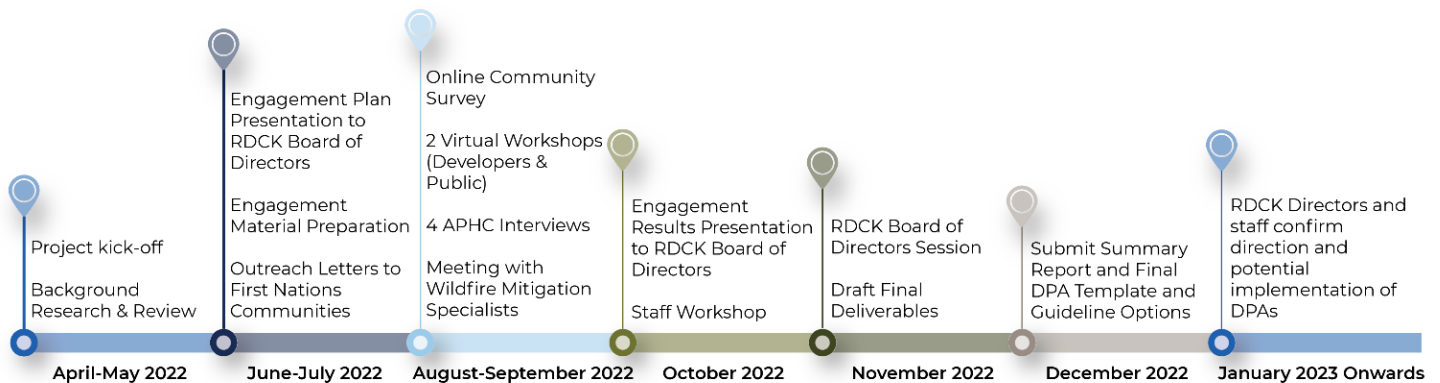 Project kick-off
Background
Research & Review
April-May 2022
Engagement Plan
Presentation to
RDCK Board of
Directors
Engagement
Material Preparation
Outreach Letters to
First Nations
Communities
June-July 2022
Online Community
Survey
2 Virtual Workshops
(Developers &
Public)
4 APHC Interviews
Meeting with
Wildfire Mitigation
Specialists
August-September 2022
Engagement
Results Presentation
to RDCK Board of
Directors
Staff Workshop
October 2022
RDCK Board of
Directors Session
Draft Final
Deliverables
November 2022
Submit Summary
Report and Final
DPA Template and
Guideline Options
December 2022
RDCK Directors and
staff confirm
direction and
potential
implementation of
DPAs
January 2023 Onwards